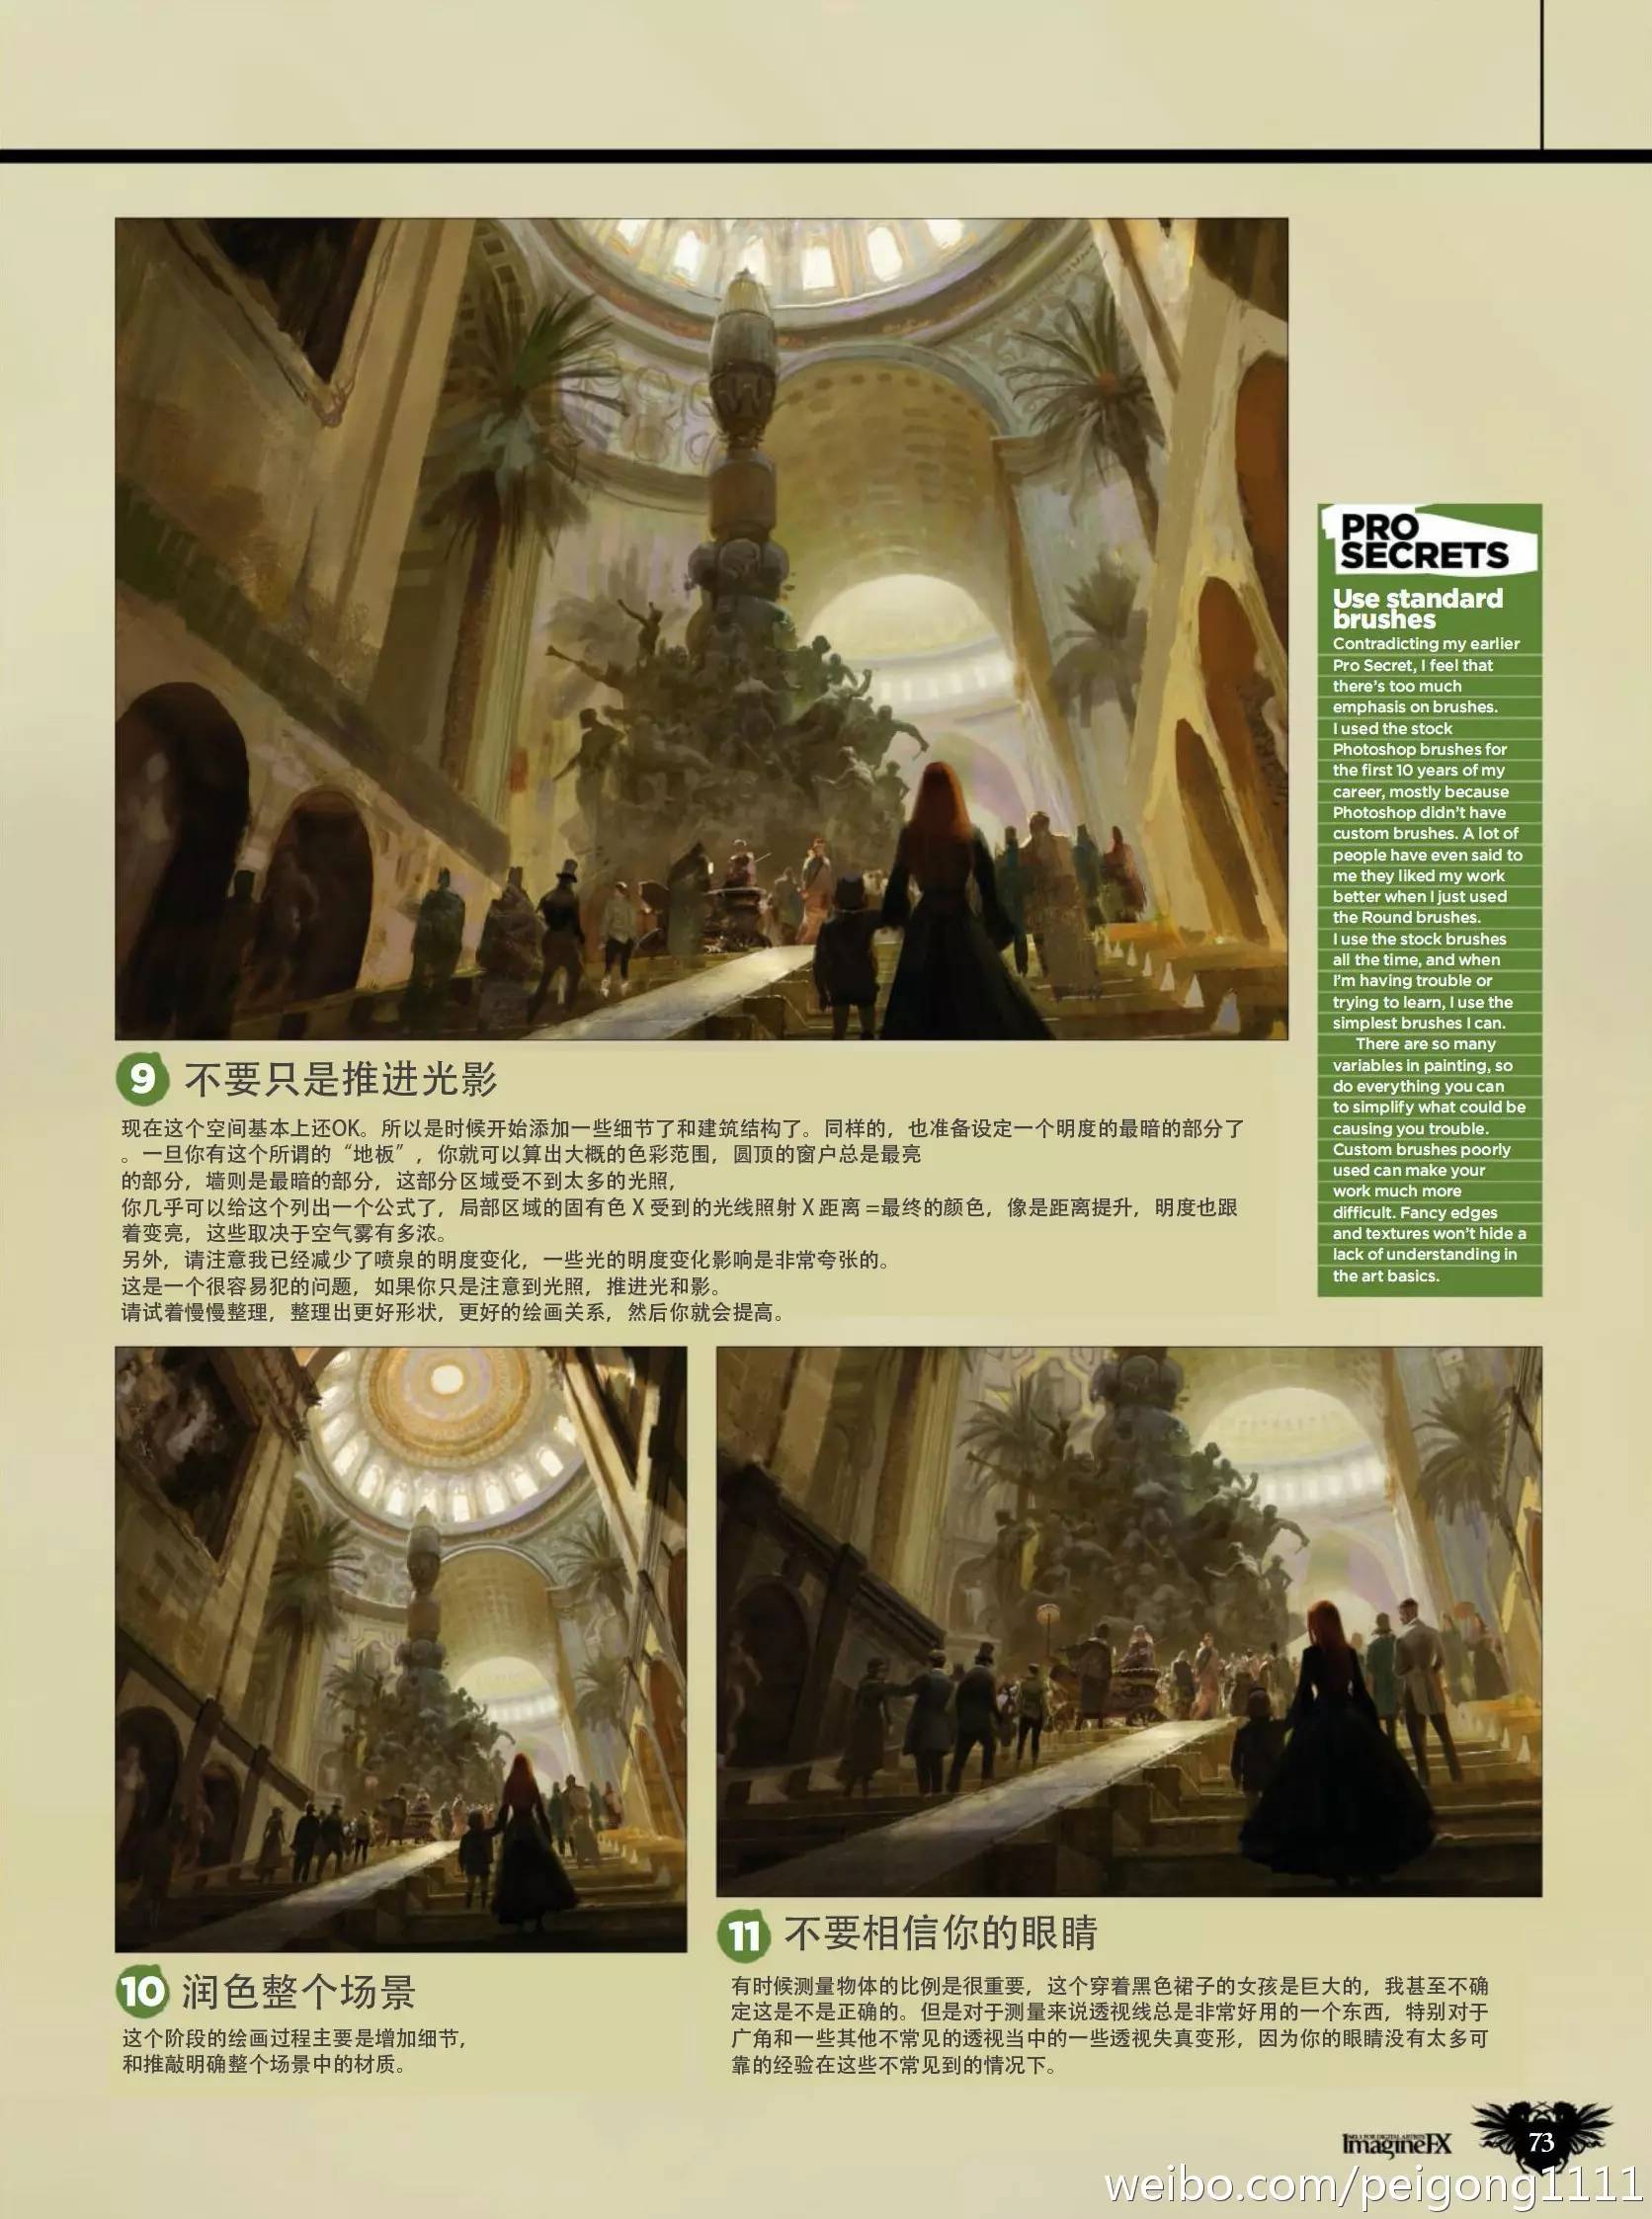 9 不要只是推进光影
现在这个空间基本上还OK。所以是时候开始添加一些细节了和建筑结构了。同样的，也准备设定一个明度的最暗的部分了
。一旦你有这个所谓的“地板”，你就可以算出大概的色彩范围，圆顶的窗户总是最亮
的部分，墙则是最暗的部分，这部分区域受不到太多的光照，
你几乎可以给这个列出一个公式了，局部区域的固有色 X 受到的光线照射 X 距离 =最终的颜色，像是距离提升，明度也跟
着变亮，这些取决于空气雾有多浓。
另外，请注意我已经减少了喷泉的明度变化，一些光的明度变化影响是非常夸张的。
这是一个很容易犯的问题，如果你只是注意到光照，推进光和影。
请试着慢慢整理，整理出更好形状，更好的绘画关系，然后你就会提高。
PRO
SECRETS
Use standard
brushes
Contradicting my earlier
Pro Secret, I feel that
there's too much
emphasis on brushes.
I used the stock
Photoshop brushes for
the first 10 years of my
career, mostly because
Photoshop didn't have
custom brushes. A lot of
people have even said to
me they liked my work
better when I just used
the Round brushes.
I use the stock brushes
all the time, and when
I'm having trouble or
trying to learn, I use the
simplest brushes I can.
There are so many
variables in painting, so
do everything you can
to simplify what could be
causing you trouble.
Custom brushes poorly
used can make your
work much more
difficult. Fancy edges
and textures won't hide a
lack of understanding in
the art basics.
10 润色整个场景
这个阶段的绘画过程主要是增加细节，
和推敲明确整个场景中的材质。
11 不要相信你的眼睛
有时候测量物体的比例是很重要，这个穿着黑色裙子的女孩是巨大的，我甚至不确
定这是不是正确的。但是对于测量来说透视线总是非常好用的一个东西，特别对于
广角和一些其他不常见的透视当中的一些透视失真变形，因为你的眼睛没有太多可
靠的经验在这些不常见到的情况下。
ImagineFX
73
weibo.com/peigong1111